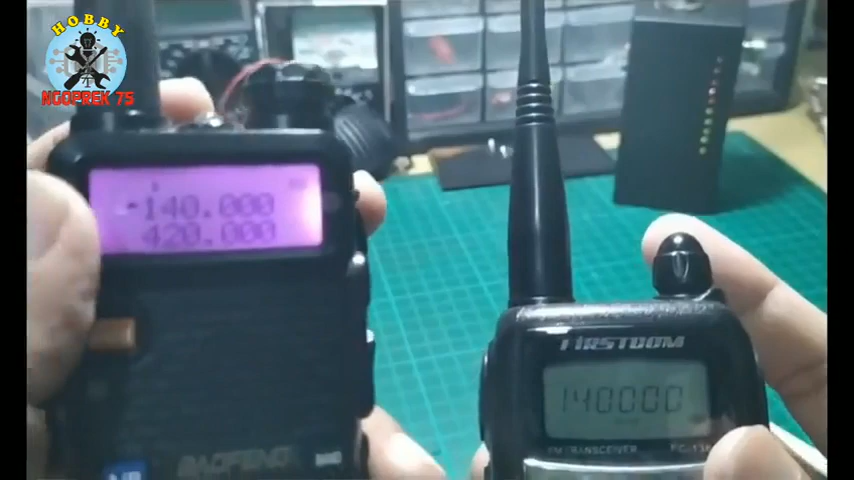 HOBBY
NGOPREK 75
-140.000
420.000
FIRSTCOM
140000
FM TRANSCEIVER
BAOFENG